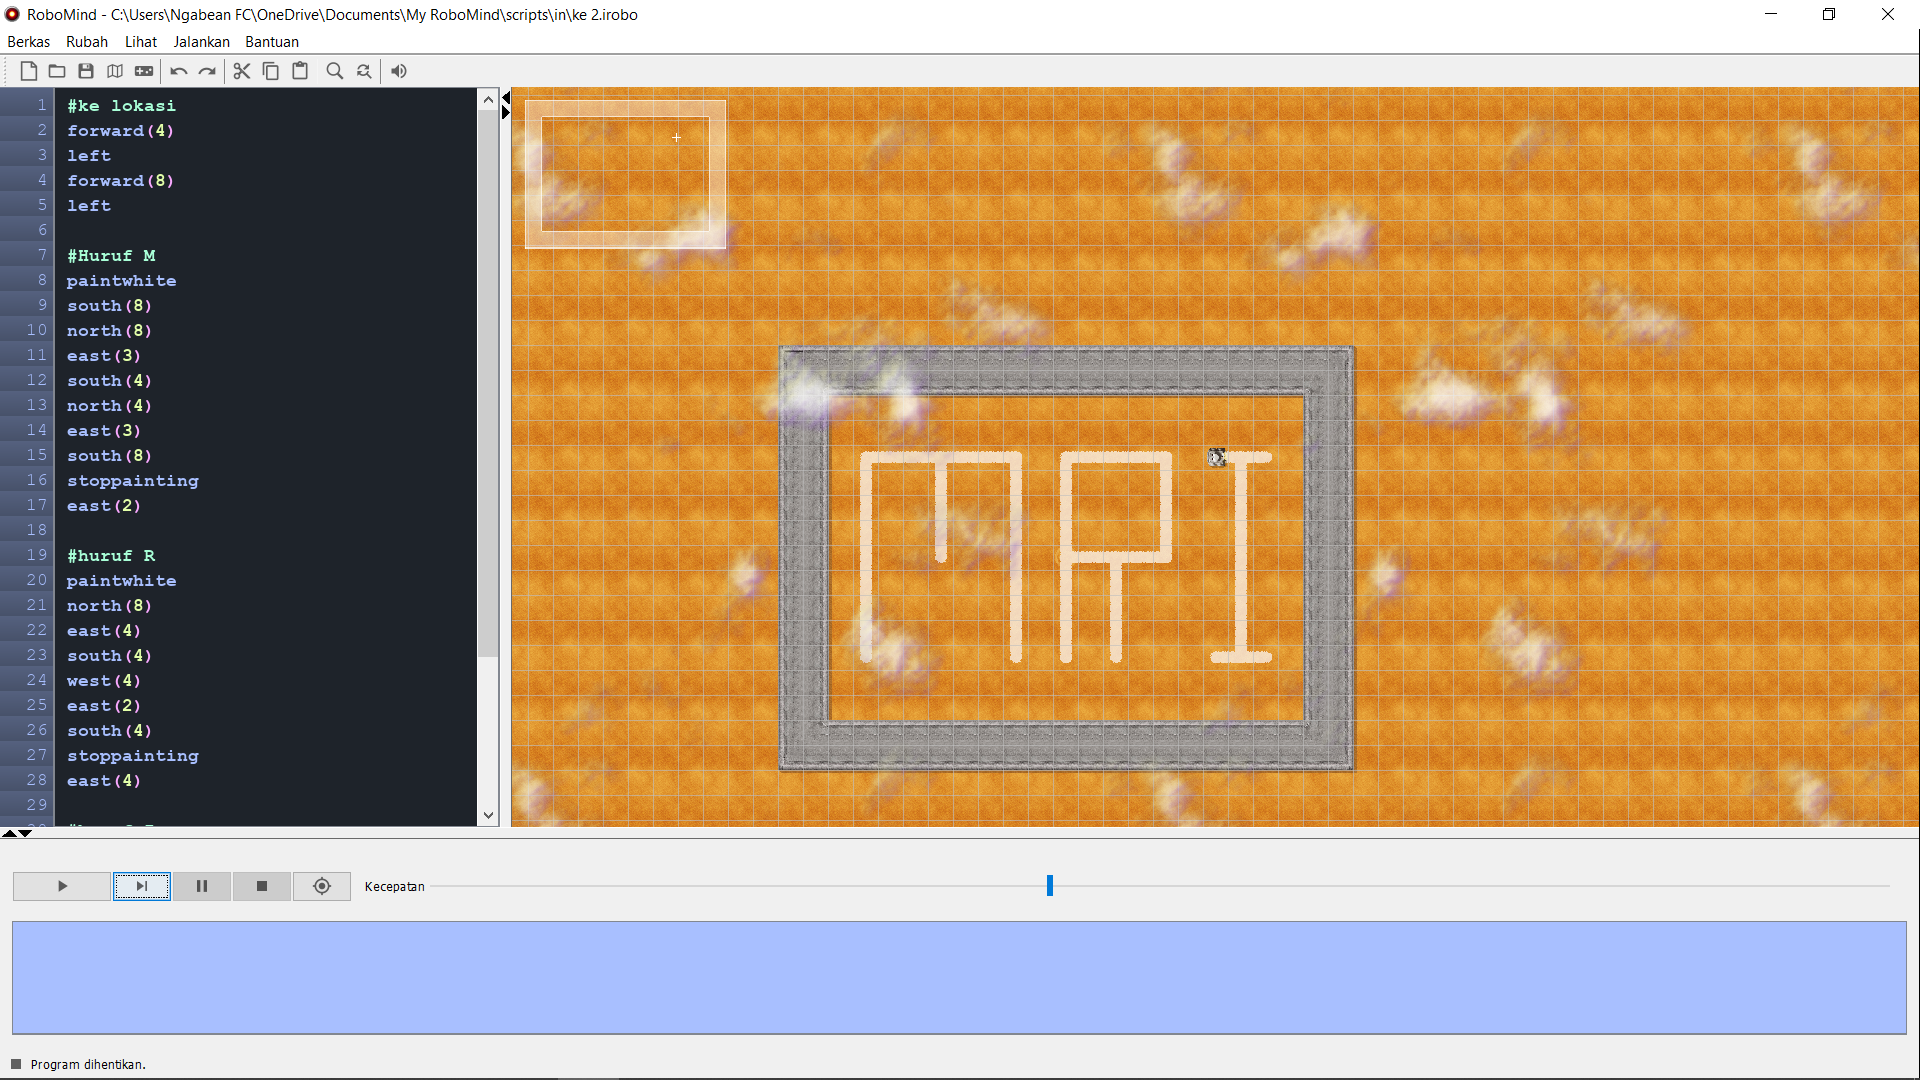 RoboMind - C:\Users\Ngabean FC\OneDrive\Documents\My RoboMind\scripts\in\ke 2.irobo
Berkas Rubah Lihat Jalankan Bantuan
1 #ke lokasi
2 forward(4)
3 left
4 forward(8)
5 left
6
7 #Huruf M
8 paintwhite
9 south(8)
10 north(8)
11 east(3)
12 south(4)
13 north(4)
14 east(3)
15 south(8)
16 stoppainting
17 east(2)
18
19 #huruf R
20 paintwhite
21 north(8)
22 east(4)
23 south(4)
24 west(4)
25 east(2)
26 south(4)
27 stoppainting
28 east(4)
29
MRI
Kecepatan
Program dihentikan.